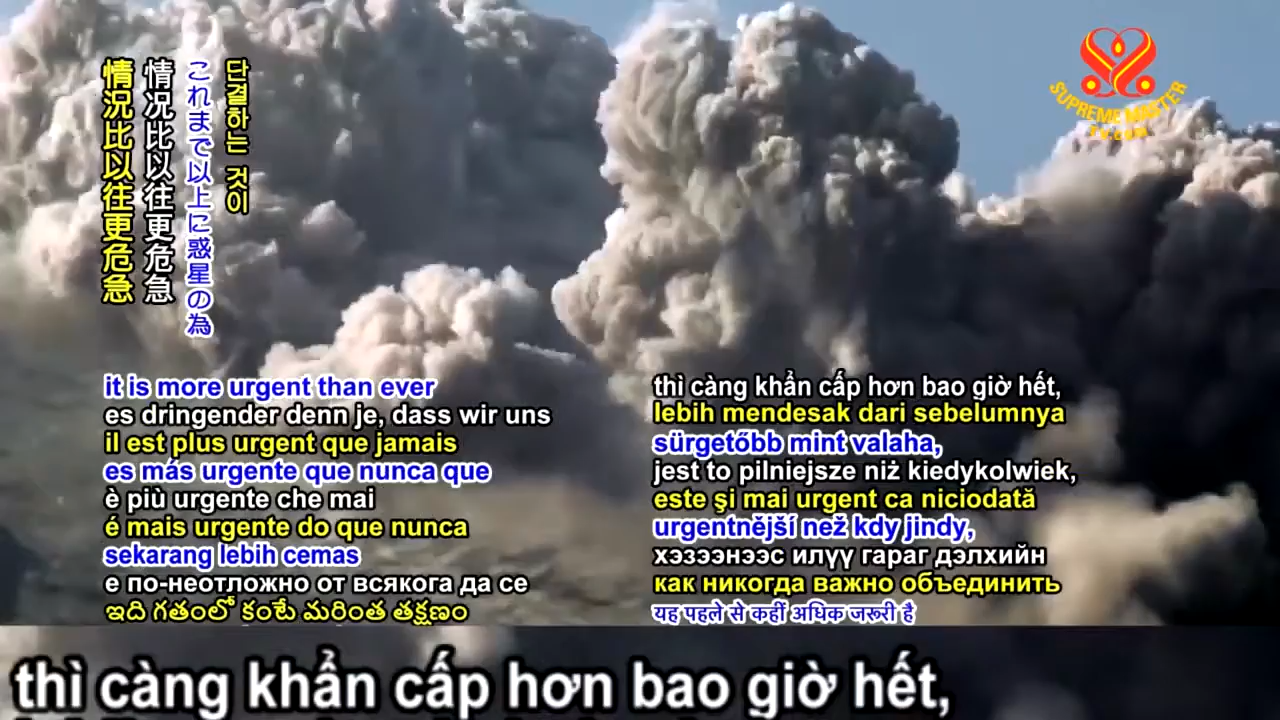 情況比以往更危急
情况比以往更危急
これまで以上に惑星の為
단결하는 것이
SUPREME MASTER
TV.com
it is more urgent than ever
es dringender denn je, dass wir uns
il est plus urgent que jamais
es más urgente que nunca que
è più urgente che mai
é mais urgente do que nunca
sekarang lebih cemas
е по-неотложно от всякога да се
ఇది గతంలో కంటే మరింత తక్షణం
thì càng khẩn cấp hơn bao giờ hết,
lebih mendesak dari sebelumnya
sürgetőbb mint valaha,
jest to pilniejsze niż kiedykolwiek,
este şi mai urgent ca niciodată
urgentnější než kdy jindy,
хэзээнээс илүү гараг дэлхийн
как никогда важно объединить
यह पहले से कहीं अधिक जरूरी है
thì càng khẩn cấp hơn bao giờ hết,